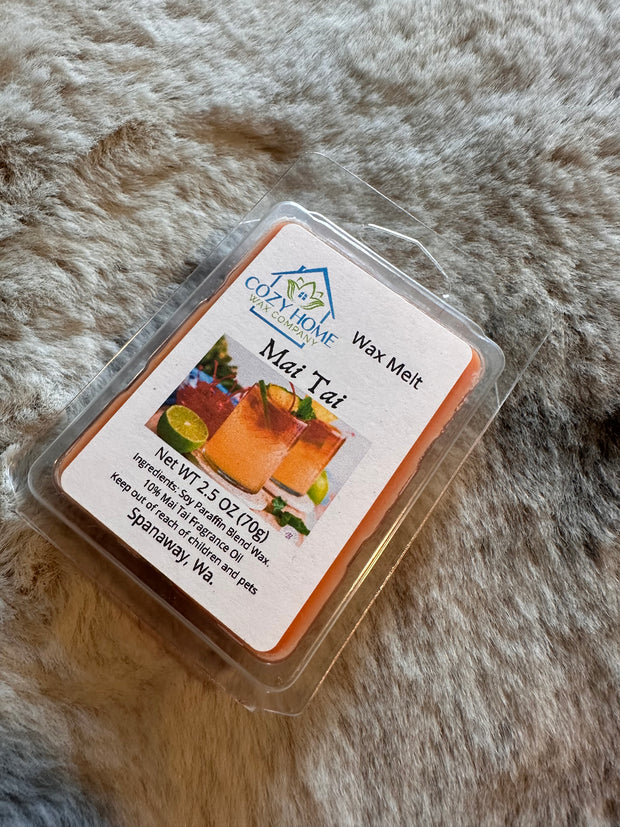 COZY HOME
WAX COMPANY
Wax Melt
Mai Tai
Net WT 2.5 OZ (70g)
Ingredients: Soy Paraffin Blend Wax.
10% Mai Tai Fragrance Oil
Keep out of reach of children and pets
Spanaway, Wa.